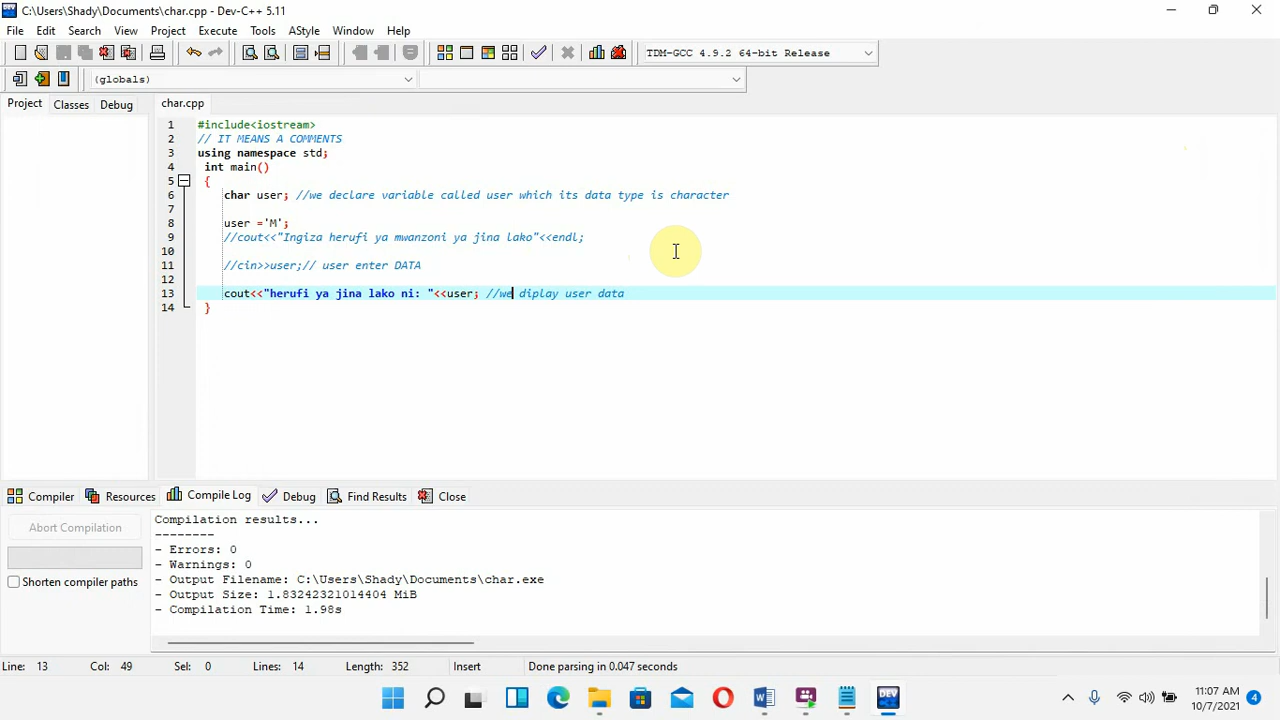 C:\Users\Shady\Documents\char.cpp - Dev-C++ 5.11
File Edit Search View Project Execute Tools AStyle Window Help
TDM-GCC 4.9.2 64-bit Release
(globals)
Project Classes Debug
char.cpp
1 #include<iostream>
2 // IT MEANS A COMMENTS
3 using namespace std;
4 int main()
5 {
6 char user; //we declare variable called user which its data type is character
7
8 user ='M';
9 //cout<<"Ingiza herufi ya mwanzoni ya jina lako"<<endl;
10
11 //cin>>user;// user enter DATA
12
13 cout<<"herufi ya jina lako ni: "<<user; //we diplay user data
14 }
Compiler Resources Compile Log Debug Find Results Close
Abort Compilation
Shorten compiler paths
Compilation results...
--------
- Errors: 0
- Warnings: 0
- Output Filename: C:\Users\Shady\Documents\char.exe
- Output Size: 1.83242321014404 MiB
- Compilation Time: 1.98s
Line: 13 Col: 49 Sel: 0 Lines: 14 Length: 352 Insert Done parsing in 0.047 seconds
DEV
11:07 AM
10/7/2021
4